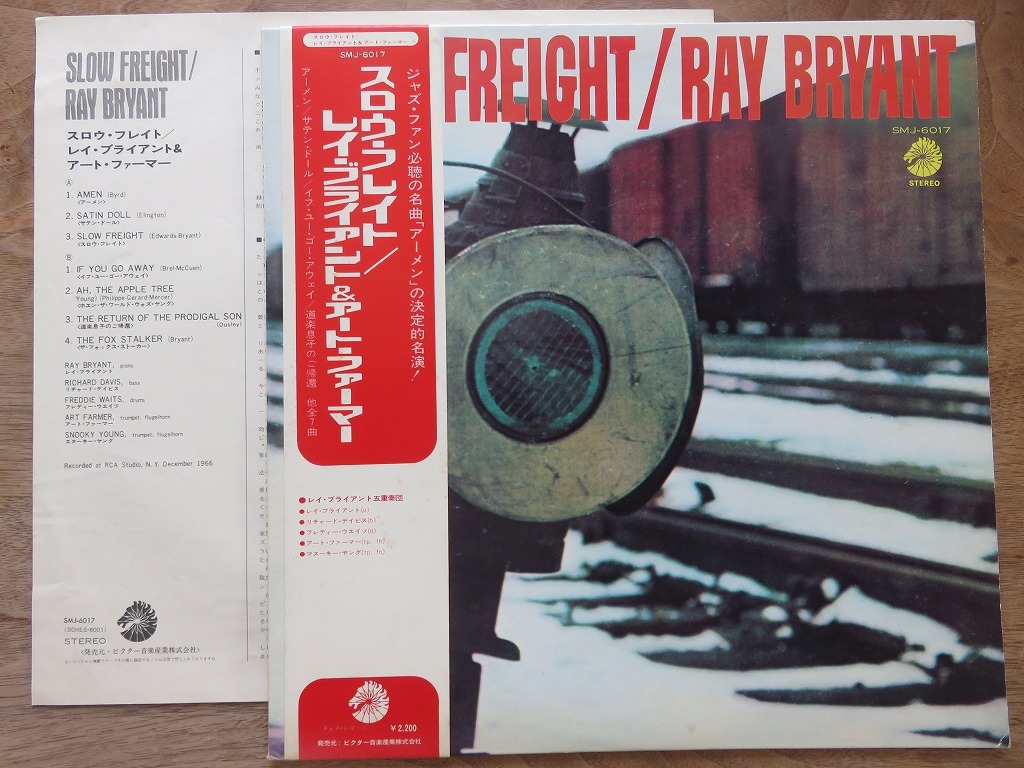 SLOW FREIGHT/
RAY BRYANT
スロウ・フレイト/
レイ・ブライアント&
アート・ファーマー
Ⓐ
1. AMEN (Byrd)
〈アーメン〉
2. SATIN DOLL (Elington)
〈サテン・ドール〉
3. SLOW FREIGHT (Edwards-Bryant)
〈スロウ・フレイト〉
Ⓑ
1. IF YOU GO AWAY (Brel-McCuen)
〈イフ・ユー・ゴー・アウェイ〉
2. AH, THE APPLE TREE
Young) (Philippe-Gerard-Mercer)
〈ホエン・ザ・ワールド・ウォズ・ヤング〉
3. THE RETURN OF THE PRODIGAL SON
〈道楽息子のご帰還〉 (Ousley)
4. THE FOX STALKER (Bryant)
〈ザ・フォックス・ストーカー〉
RAY BRYANT, piano
レイ・ブライアント
RICHARD DAVIS, bass
リチャード・デイビス
FREDDIE WAITS, drums
フレディー・ウエイツ
ART FARMER, trumpet, flugelhorn
アート・ファーマー
SNOOKY YOUNG, trumpet, flugelhorn
スヌーキー・ヤング
Recorded at RCA Studio, N. Y. December 1966
SMJ-6017
(SCHES-6001)
STEREO
〈発売元・ビクター音楽産業株式会社〉
スロウ・フレイト
レイ・ブライアント&アート・ファーマー
SMJ-6017
ジャズ・ファン必聴の名曲「アーメン」の決定的名演!
スロウ・フレイト/
レイ・ブライアント&アート・ファーマー
アーメン/サテン・ドール/イフ・ユー・ゴー・アウェイ/道楽息子のご帰還 他全7曲
●レイ・ブライアント五重奏団
●レイ・ブライアント(p)
●リチャード・デイビス(b)
●フレディー・ウエイツ(d)
●アート・ファーマー(tp, fh)
●マヌーキー・ヤング(tp, fh)
¥2,200
発売元:ビクター音楽産業株式会社
FREIGHT/RAY BRYANT
SMJ-6017
STEREO